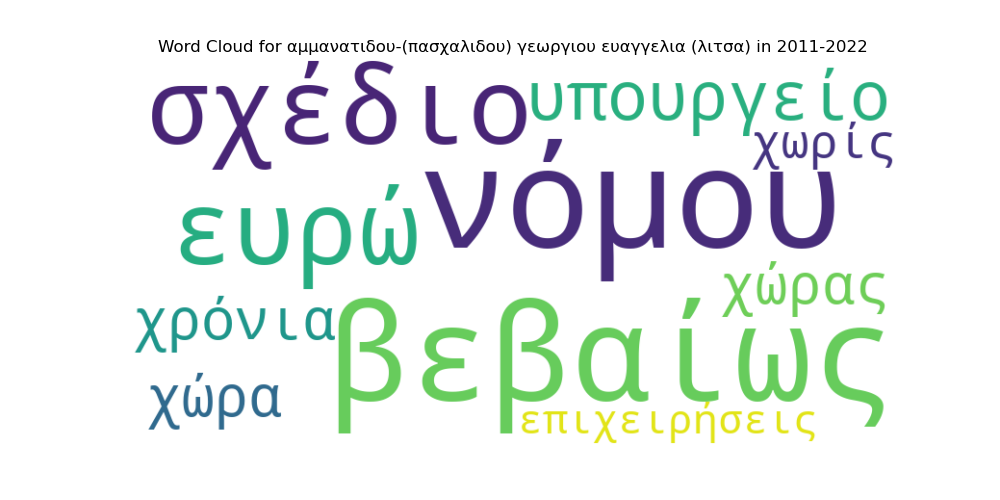 Word Cloud for αμμανατιδου-(πασχαλιδου) γεωργιου ευαγγελια (λιτσα) in 2011-2022
σχέδιο
υπουργείο
χωρίς
νόμου
ευρώ
χώρας
χρόνια
βεβαίως
χώρα
επιχειρήσεις